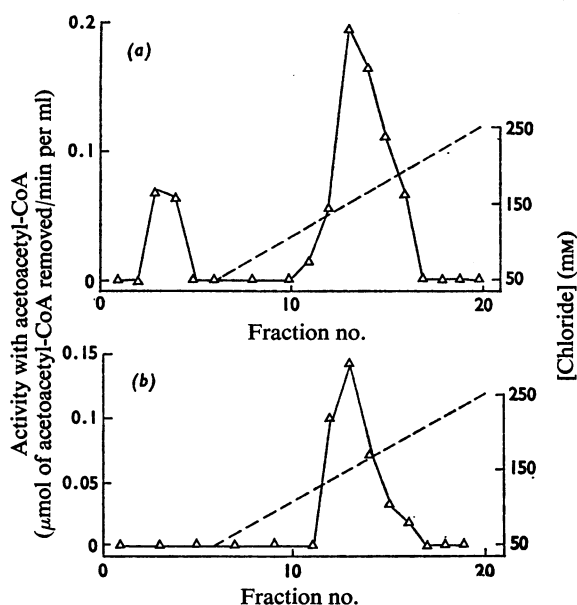 Activity with acetoacetyl-CoA
(μmol of acetoacetyl-CoA removed/min per ml)
(a)
0.2
0.1
0
250
150
50
0 10 20
Fraction no.
[Chloride] (mM)
(b)
0.15
0.10
0.05
0
250
150
50
10 20
Fraction no.